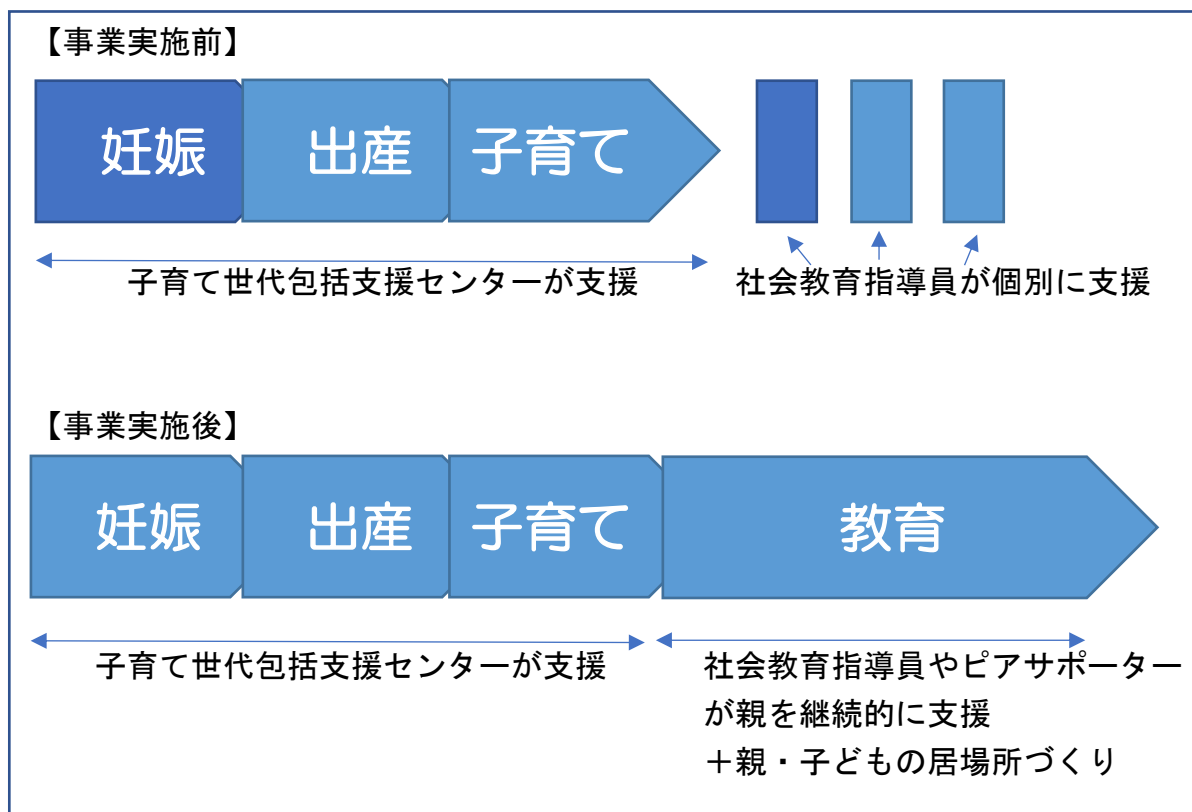 【事業実施前】
妊娠
出産
子育て
子育て世代包括支援センターが支援
社会教育指導員が個別に支援
【事業実施後】
妊娠
出産
子育て
教育
子育て世代包括支援センターが支援
社会教育指導員やピアサポーター
が親を継続的に支援
＋親・子どもの居場所づくり